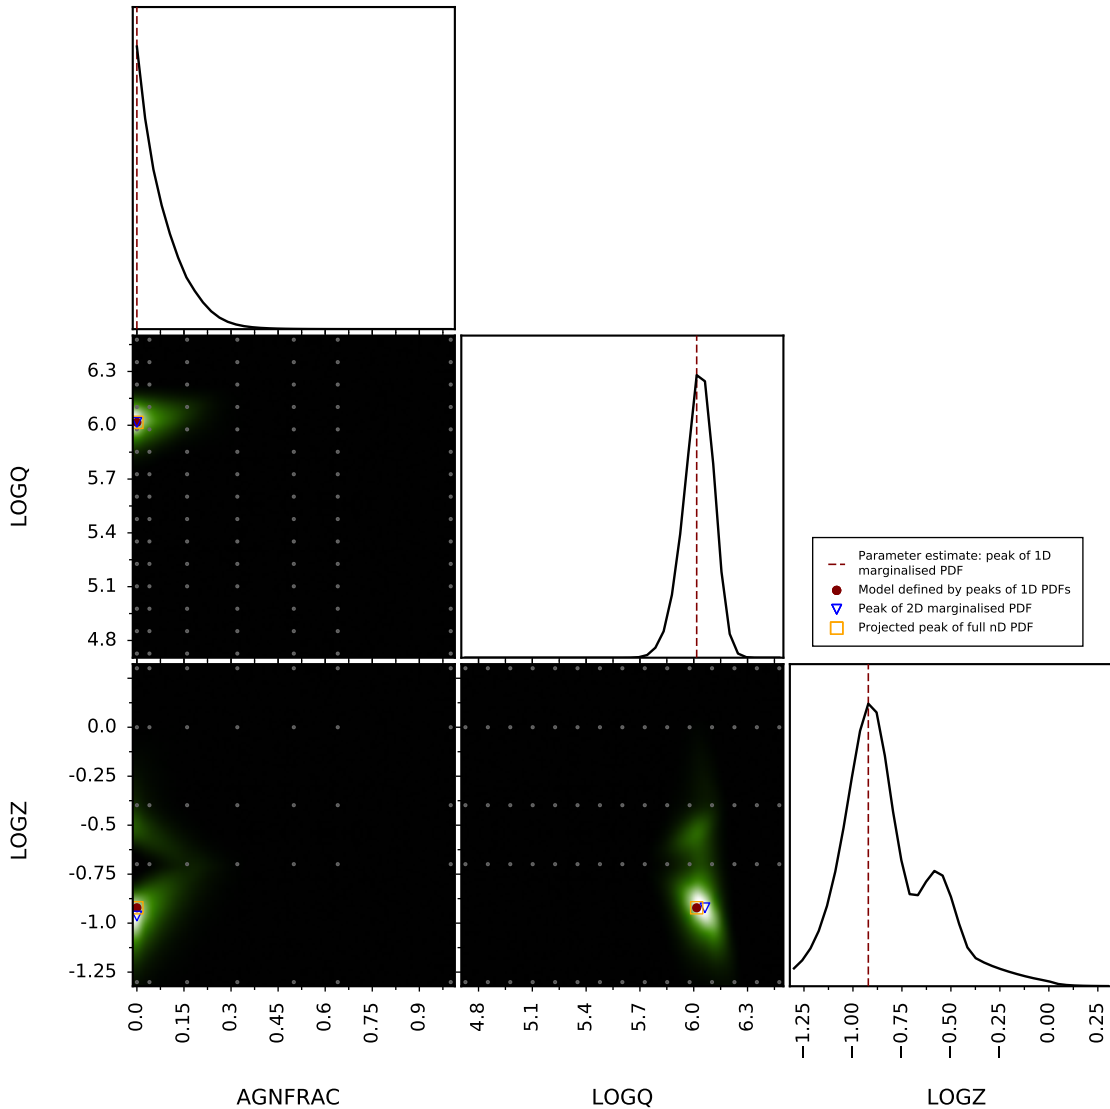 6.3
6.0
5.7
5.4
5.1
4.8
LOGQ
Parameter estimate: peak of 1D
marginalised PDF
Model defined by peaks of 1D PDFs
Peak of 2D marginalised PDF
Projected peak of full nD PDF
0.0
-0.25
-0.5
-0.75
-1.0
-1.25
LOGZ
0.0 0.15 0.3 0.45 0.6 0.75 0.9
4.8 5.1 5.4 5.7 6.0 6.3
−1.25 −1.00 −0.75 −0.50 −0.25 0.00 0.25
AGNFRAC LOGQ LOGZ